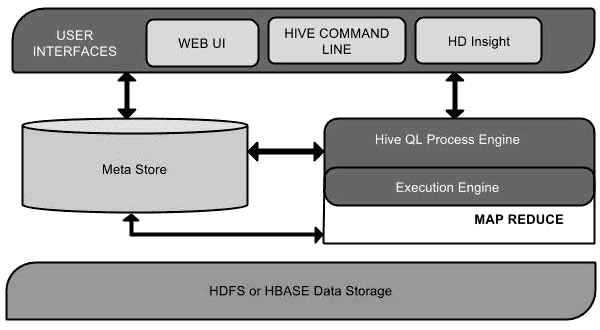 USER
INTERFACES
WEB UI
HIVE COMMAND
LINE
HD Insight
Meta Store
Hive QL Process Engine
Execution Engine
MAP REDUCE
HDFS or HBASE Data Storage